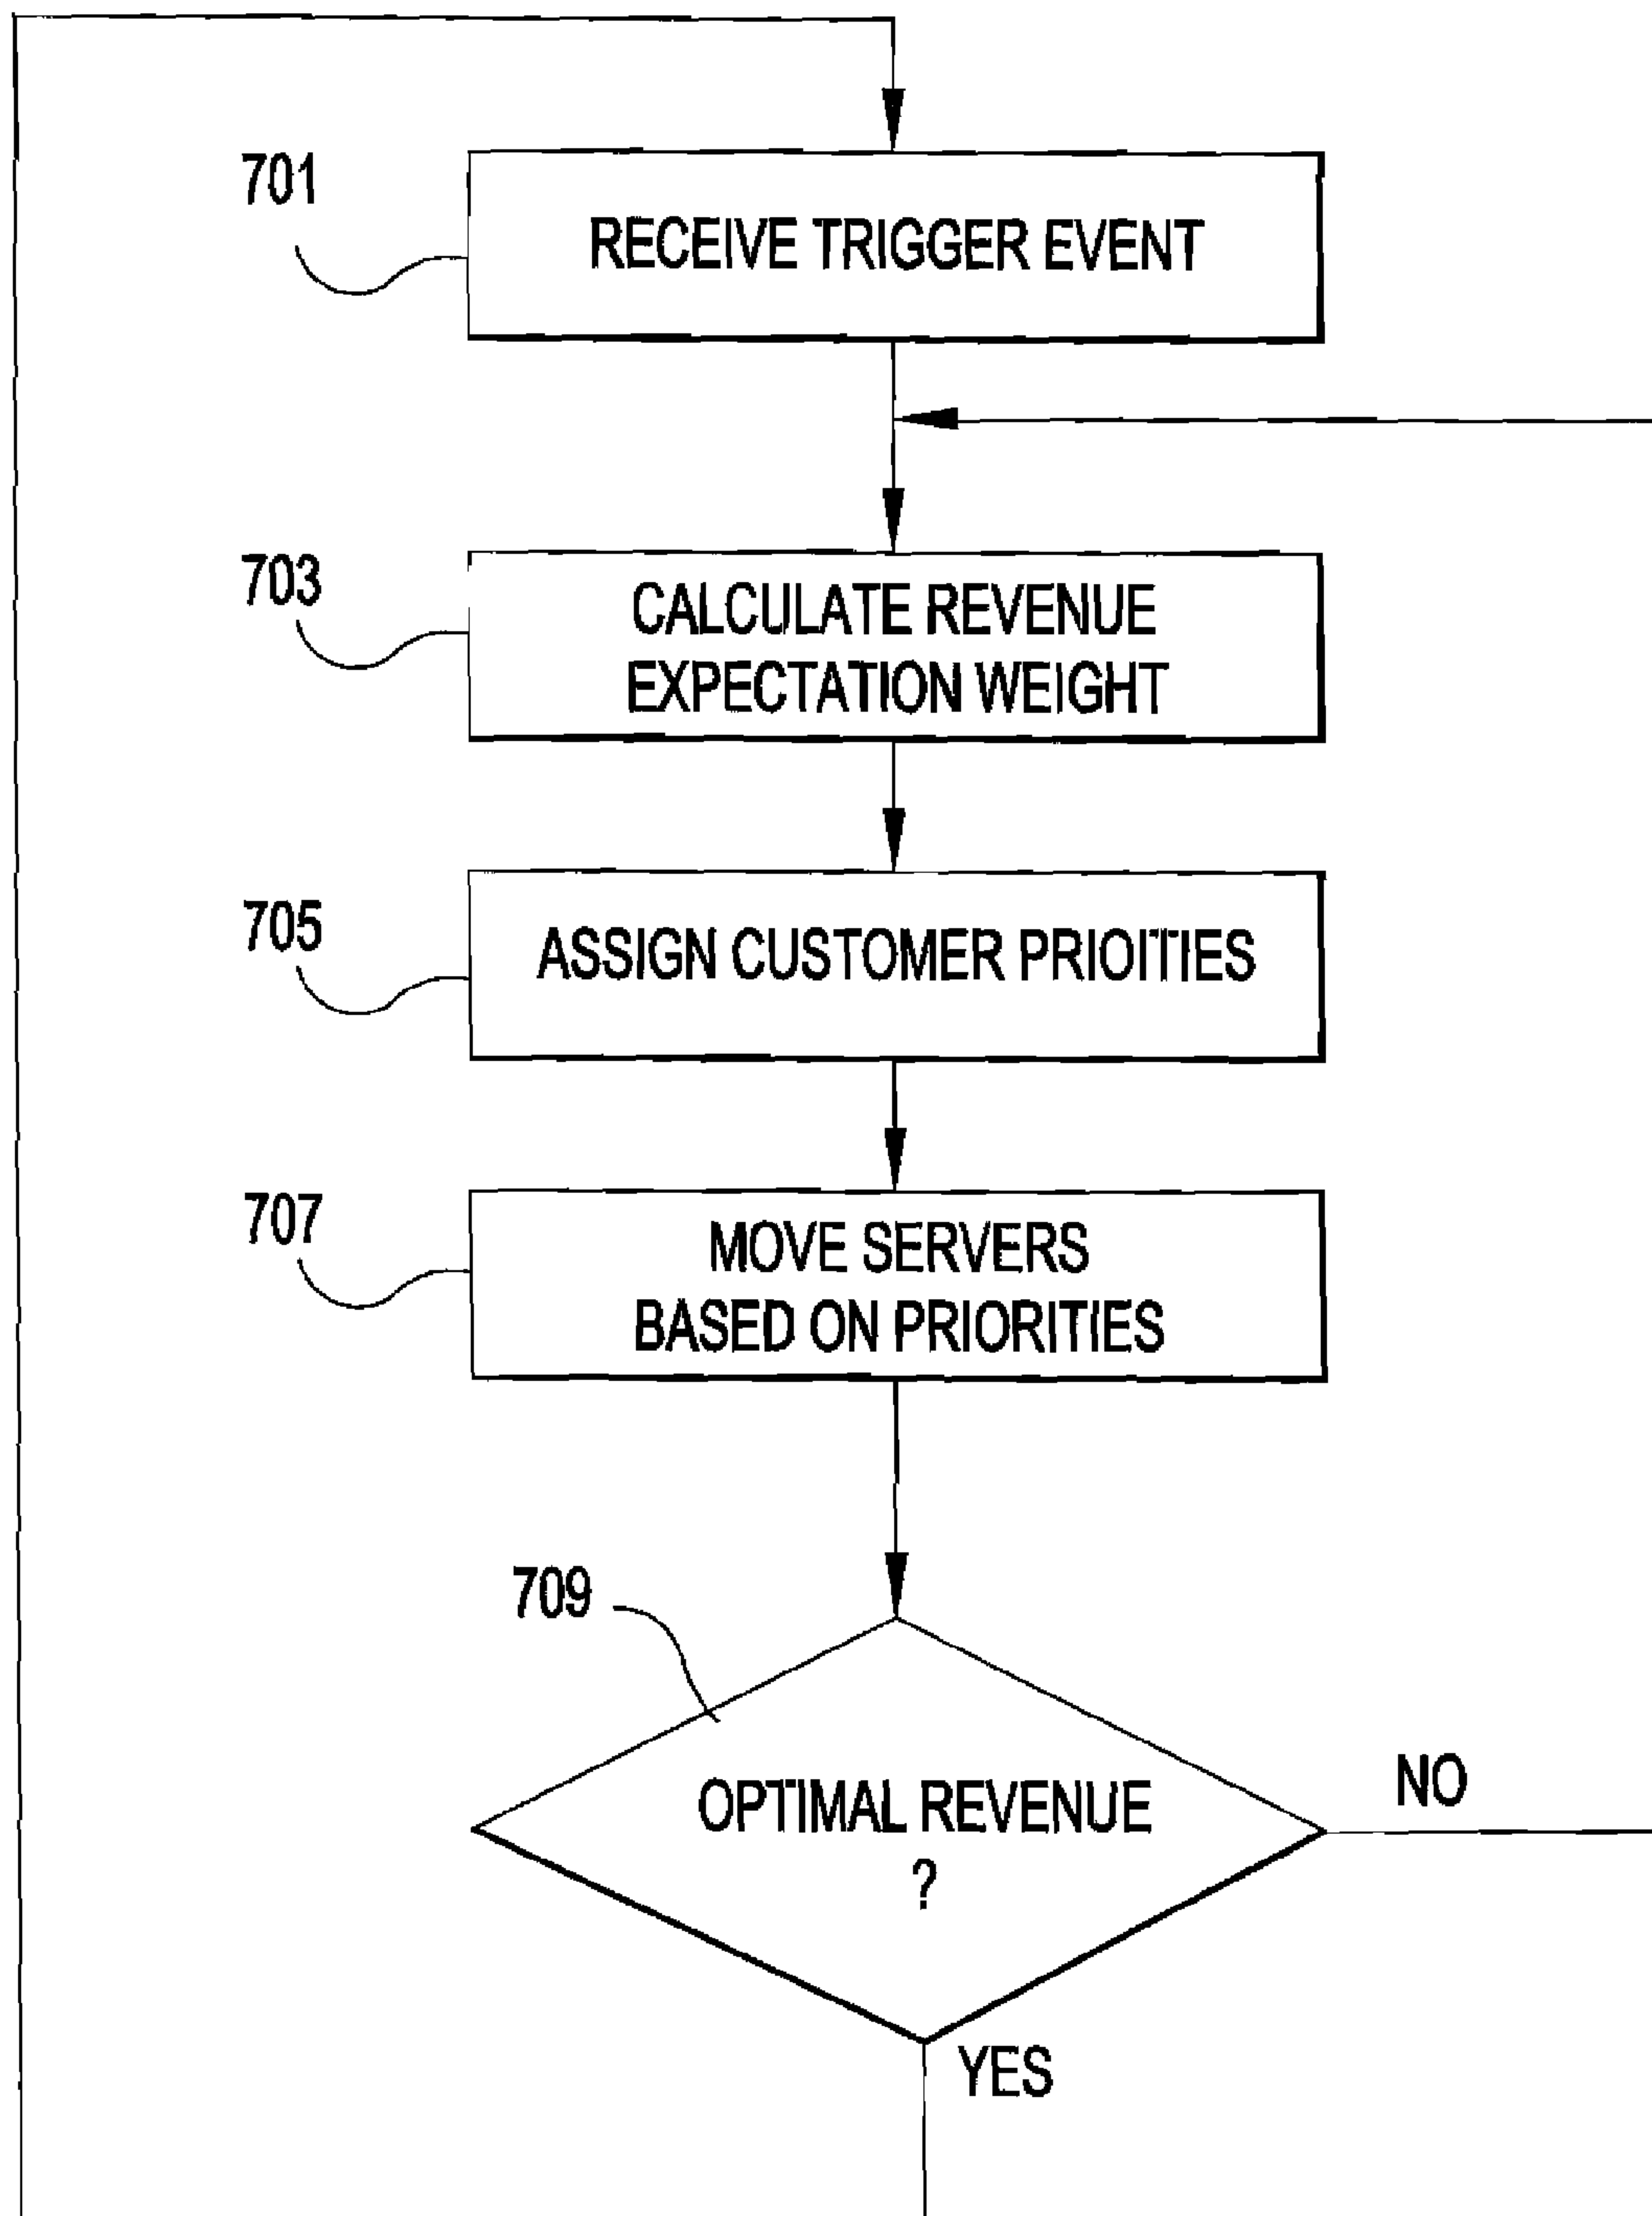 701
RECEIVE TRIGGER EVENT
703
CALCULATE REVENUE
EXPECTATION WEIGHT
705
ASSIGN CUSTOMER PRIOITIES
707
MOVE SERVERS
BASED ON PRIORITIES
709
OPTIMAL REVENUE
?
NO
YES